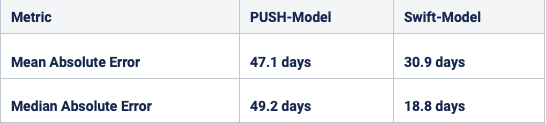 Metric PUSH-Model Swift-Model
Mean Absolute Error 47.1 days 30.9 days
Median Absolute Error 49.2 days 18.8 days